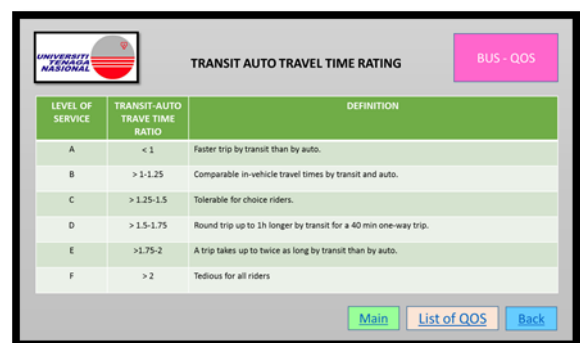 UNIVERSITI
TENAGA
NASIONAL
TRANSIT AUTO TRAVEL TIME RATING
BUS - QOS
LEVEL OF
SERVICE
TRANSIT-AUTO
TRAVE TIME
RATIO
DEFINITION
A < 1 Faster trip by transit than by auto.
B > 1-1.25 Comparable in-vehicle travel times by transit and auto.
C > 1.25-1.5 Tolerable for choice riders.
D > 1.5-1.75 Round trip up to 1h longer by transit for a 40 min one-way trip.
E >1.75-2 A trip takes up to twice as long by transit than by auto.
F > 2 Tedious for all riders
Main List of QOS Back